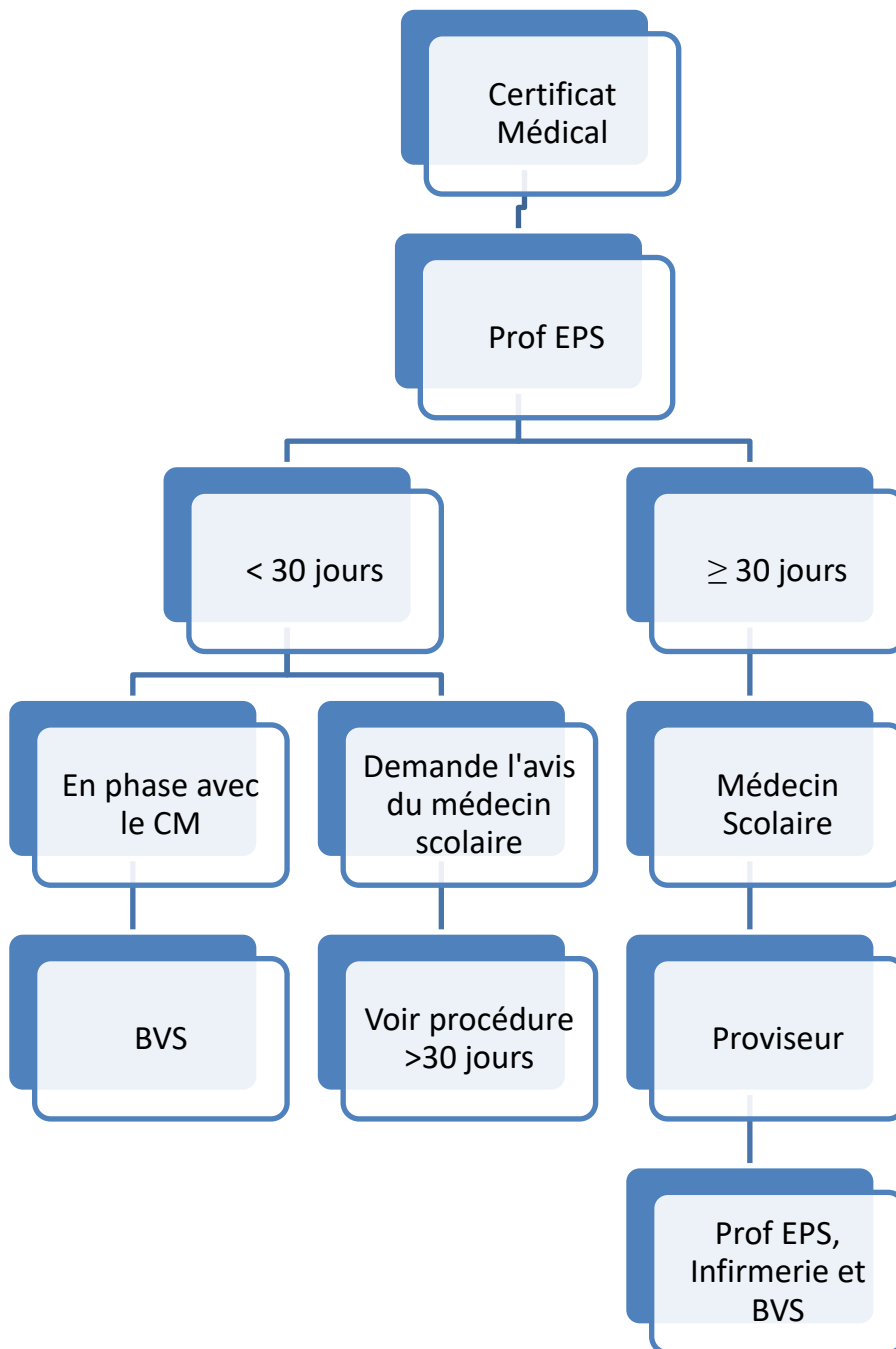 Certificat
Médical
Prof EPS
< 30 jours
≥ 30 jours
En phase avec
le CM
Demande l'avis
du médecin
scolaire
Médecin
Scolaire
BVS
Voir procédure
>30 jours
Proviseur
Prof EPS,
Infirmerie et
BVS